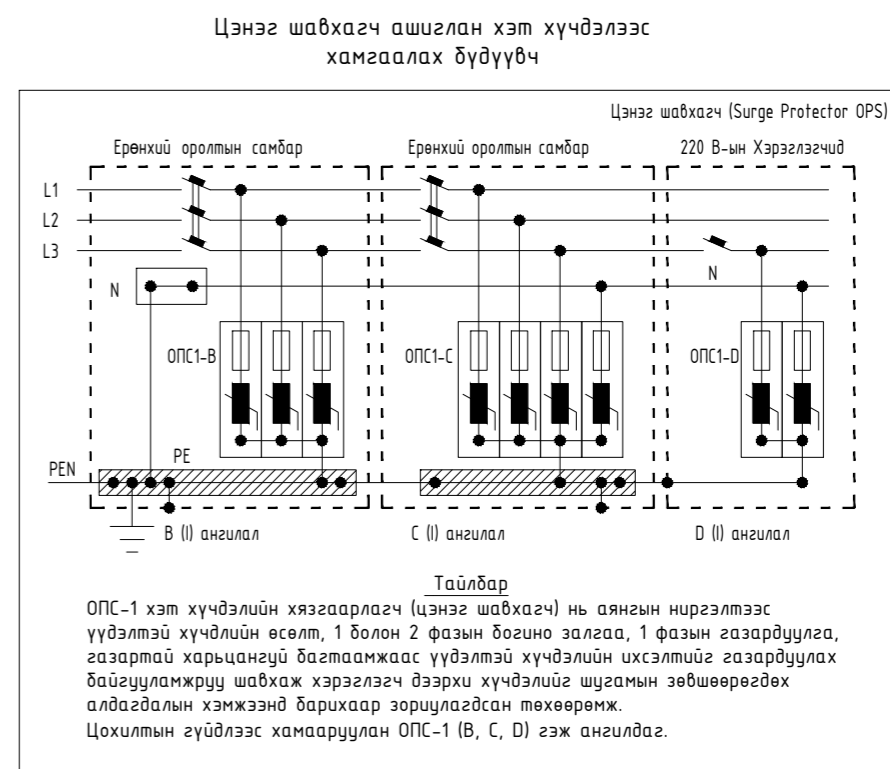 Цэнэг шавхагч ашиглан хэт хүчдэлээс
хамгаалах бүдүүвч
Цэнэг шавхагч (Surge Protector OPS)
Ерөнхий оролтын самбар
Ерөнхий оролтын самбар
220 В-ын Хэрэглэгчид
L1
L2
L3
N
N
ОПС1-B
ОПС1-C
ОПС1-D
PEN
PE
B (I) ангилал
C (I) ангилал
D (I) ангилал
Тайлбар
ОПС-1 хэт хүчдэлийн хязгаарлагч (цэнэг шавхагч) нь аянгын ниргэлтээс
үүдэлтэй хүчдлийн өсөлт, 1 болон 2 фазын богино залгаа, 1 фазын газардуулга,
газартай харьцангуй багтаамжаас үүдэлтэй хүчдэлийн ихсэлтийг газардуулах
байгууламжруу шавхаж хэрэглэгч дээрхи хүчдэлийг шугамын зөвшөөрөгдөх
алдагдалын хэмжээнд барихаар зориулагдсан төхөөрөмж.
Цохилтын гүйдлээс хамааруулан ОПС-1 (B, C, D) гэж ангилдаг.